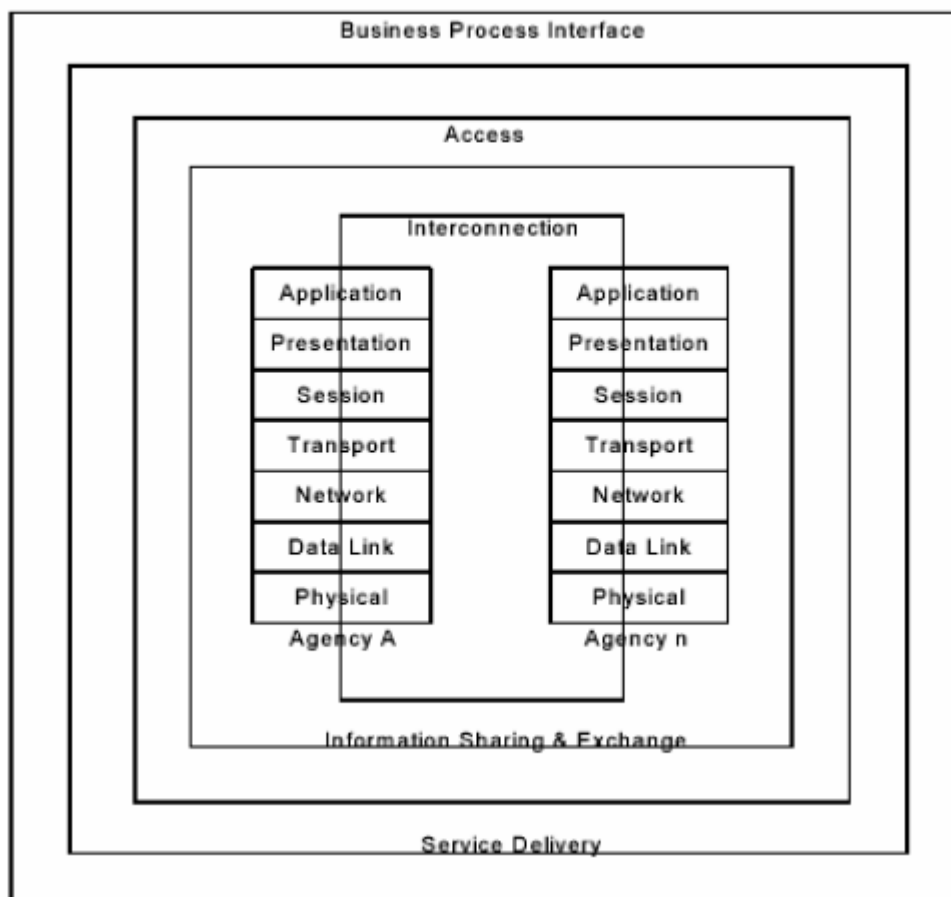 Business Process Interface
Access
Interconnection
Application
Presentation
Session
Transport
Network
Data Link
Physical
Agency A
Application
Presentation
Session
Transport
Network
Data Link
Physical
Agency n
Information Sharing & Exchange
Service Delivery